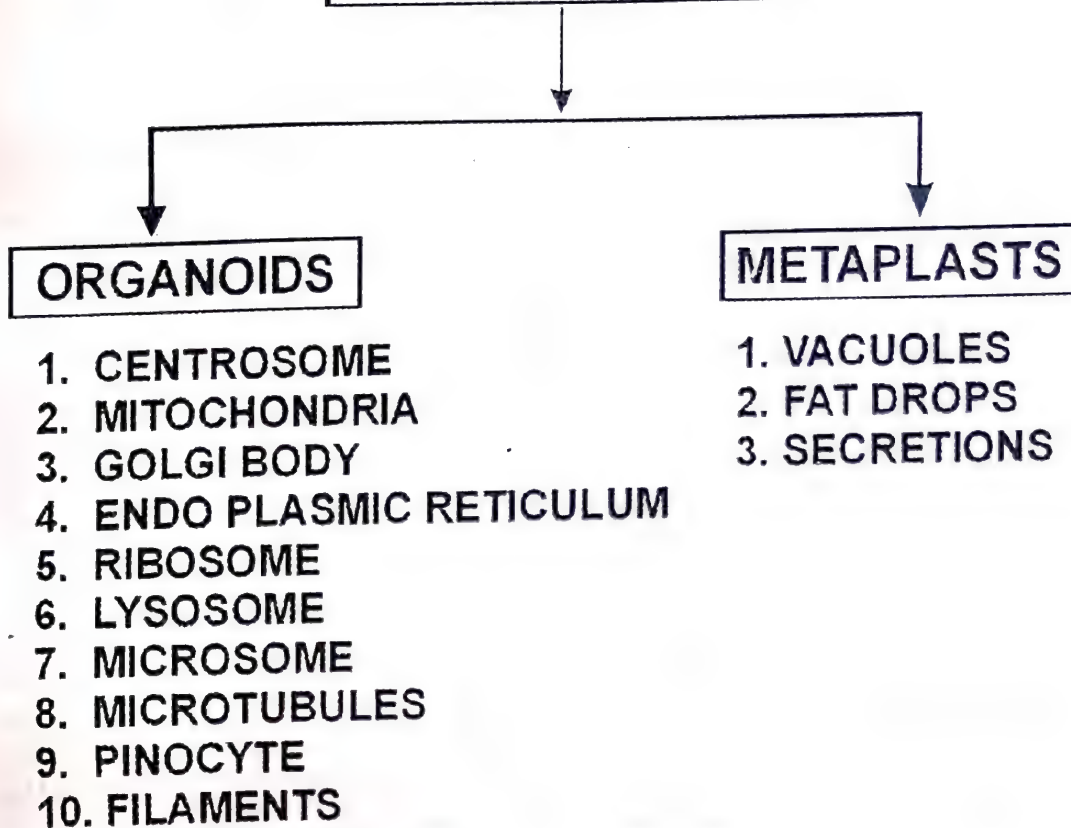 ORGANOIDS
1. CENTROSOME
2. MITOCHONDRIA
3. GOLGI BODY
4. ENDO PLASMIC RETICULUM
5. RIBOSOME
6. LYSOSOME
7. MICROSOME
8. MICROTUBULES
9. PINOCYTE
10. FILAMENTS
METAPLASTS
1. VACUOLES
2. FAT DROPS
3. SECRETIONS